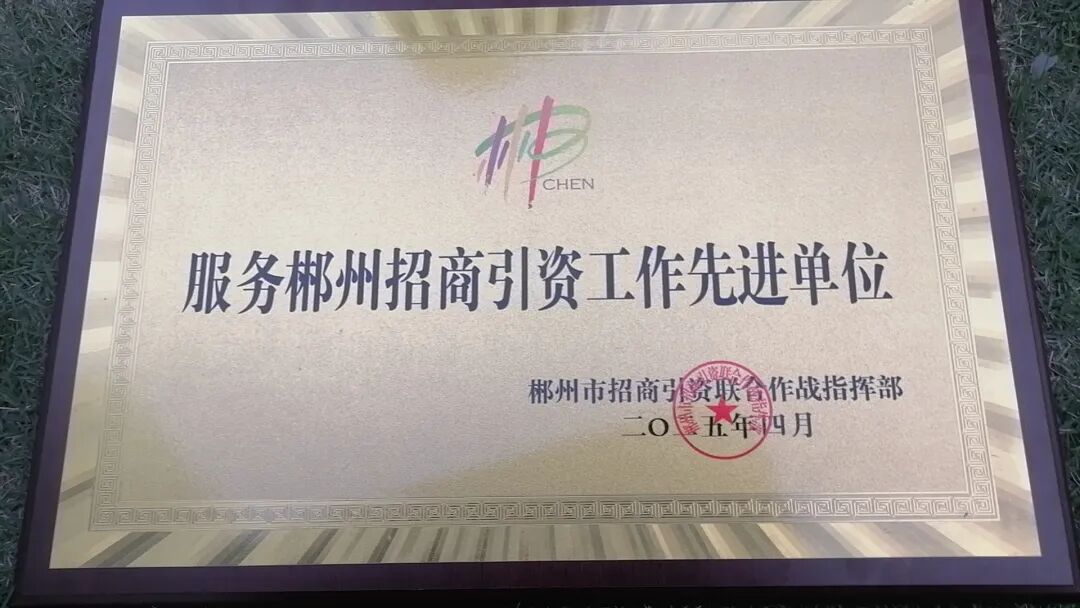 郴
CHEN
服务郴州招商引资工作先进单位
郴州市招商引资联合作战指挥部
二〇二五年四月